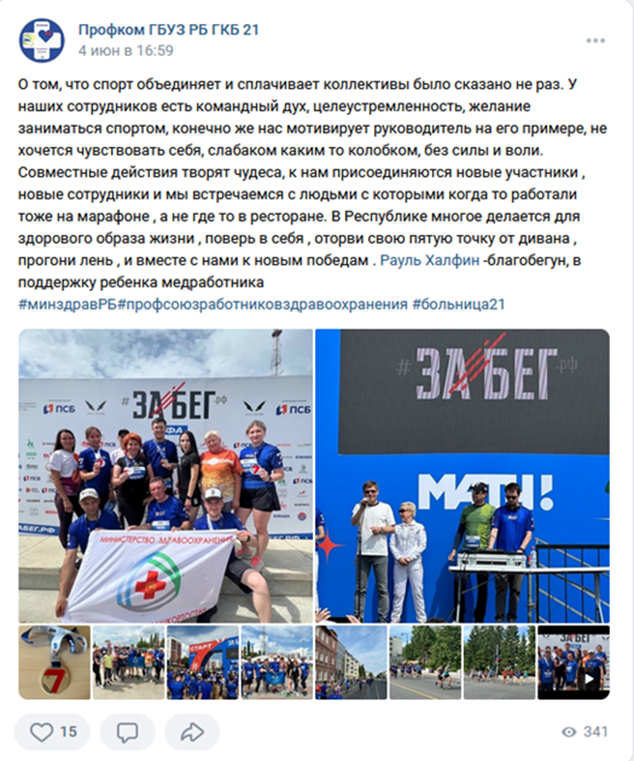 Профком ГБУЗ РБ ГКБ 21
4 июн в 16:59
О том, что спорт объединяет и сплачивает коллективы было сказано не раз. У
наших сотрудников есть командный дух, целеустремленность, желание
заниматься спортом, конечно же нас мотивирует руководитель на его примере, не
хочется чувствовать себя, слабаком каким то колобком, без силы и воли.
Совместные действия творят чудеса, к нам присоединяются новые участники ,
новые сотрудники и мы встречаемся с людьми с которыми когда то работали
тоже на марафоне , а не где то в ресторане. В Республике многое делается для
здорового образа жизни , поверь в себя , оторви свою пятую точку от дивана ,
прогони лень , и вместе с нами к новым победам . Рауль Халфин -благобегун, в
поддержку ребенка медработника
#минздравРБ#профсоюзработниковздравоохранения #больница21
#ЗАБЕГ.рф
ПСБ
ПСБ
УФА
МИНИСТЕРСТВО ЗДРАВООХРАНЕНИЯ
#ЗАБЕГ.рф
МАТЧ!
7
СТАРТ
ЗАБЕГ
15
341